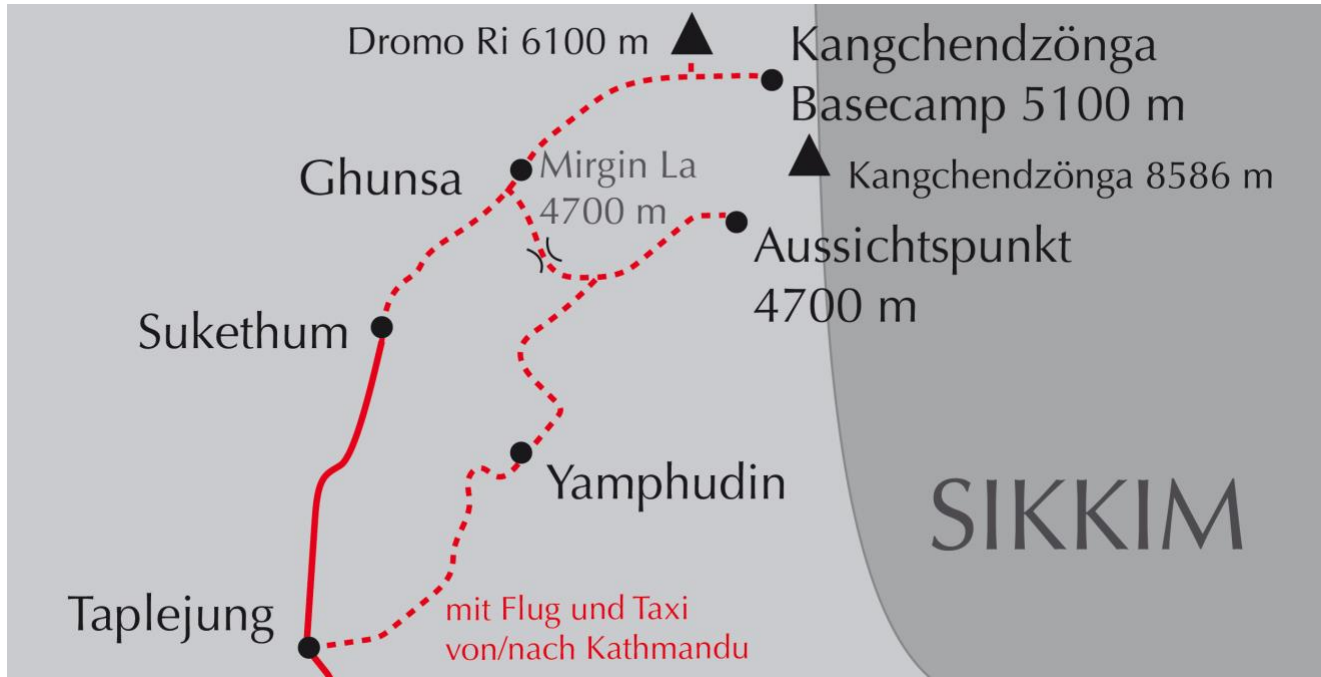 Dromo Ri 6100 m
Kangchendzönga
Basecamp 5100 m
Kangchendzönga 8586 m
Ghunsa
Mirgin La
4700 m
Aussichtspunkt
4700 m
Sukethum
Yamphudin
SIKKIM
Taplejung
mit Flug und Taxi
von/nach Kathmandu